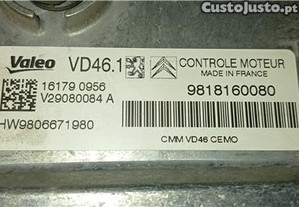 CustoJusto.pt
Valeo VD46.1 CONTROLE MOTEUR
MADE IN FRANCE
16179 0956
V29080084 A
9818160080
HW9806671980
CMM VD46 CEMO